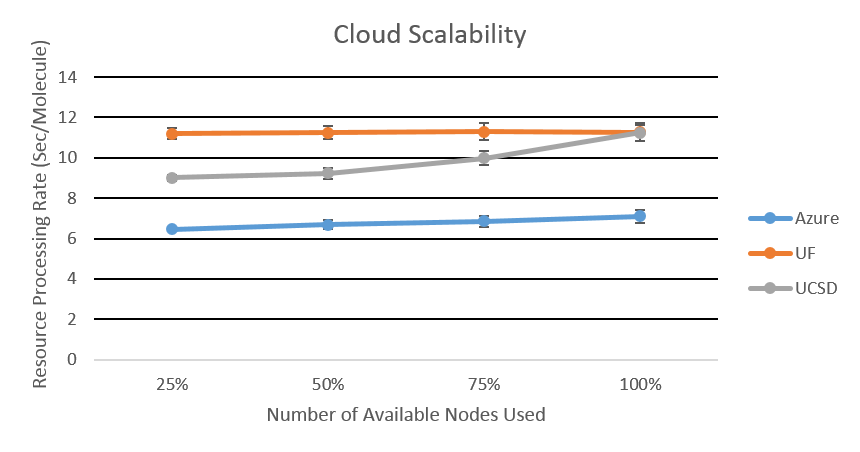 Cloud Scalability
Resource Processing Rate (Sec/Molecule)
14
12
10
8
6
4
2
0
25%
50%
75%
100%
Number of Available Nodes Used
Azure
UF
UCSD